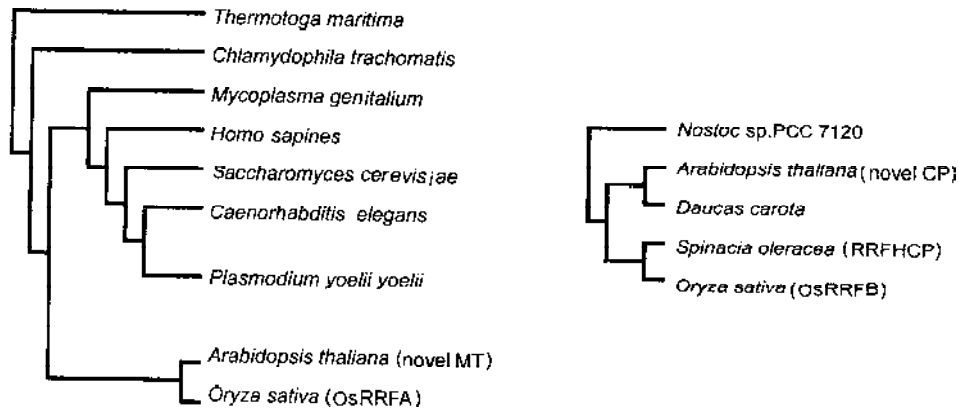 Thermotoga maritima
Chlamydophila trachomatis
Mycoplasma genitalium
Homo sapines
Saccharomyces cerevisiae
Caenorhabditis elegans
Plasmodium yoelii yoelii
Arabidopsis thaliana (novel MT)
Oryza sativa (OsRRFA)
Nostoc sp.PCC 7120
Arabidopsis thaliana (novel CP)
Daucas carota
Spinacia oleracea (RRFHCP)
Oryza sativa (OsRRFB)